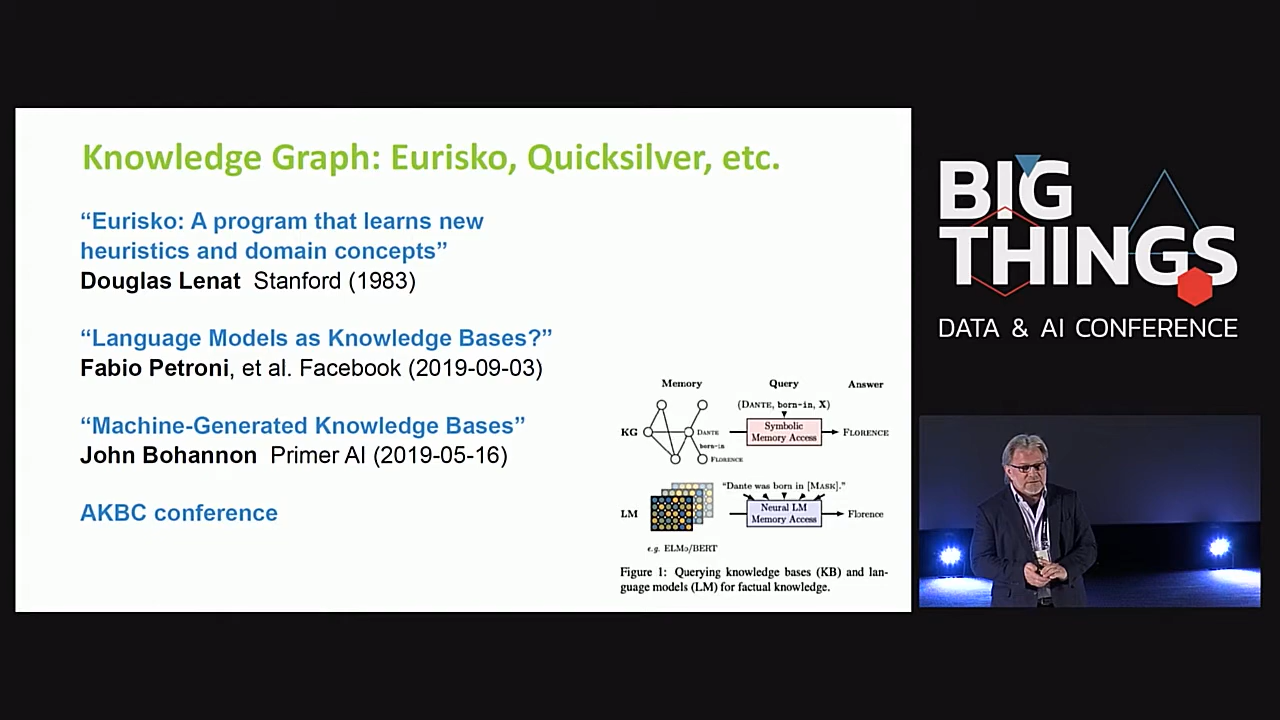 Knowledge Graph: Eurisko, Quicksilver, etc.
“Eurisko: A program that learns new
heuristics and domain concepts”
Douglas Lenat Stanford (1983)
“Language Models as Knowledge Bases?”
Fabio Petroni, et al. Facebook (2019-09-03)
“Machine-Generated Knowledge Bases”
John Bohannon Primer AI (2019-05-16)
AKBC conference
Memory Query Answer
(DANTE, born-in, X)
KG
DANTE
born-in
FLORENCE
Symbolic
Memory Access
FLORENCE
“Dante was born in [MASK].”
LM
Neural LM
Memory Access
Florence
e.g. ELMo/BERT
Figure 1: Querying knowledge bases (KB) and lan-
guage models (LM) for factual knowledge.
BIG
THINGS
DATA & AI CONFERENCE